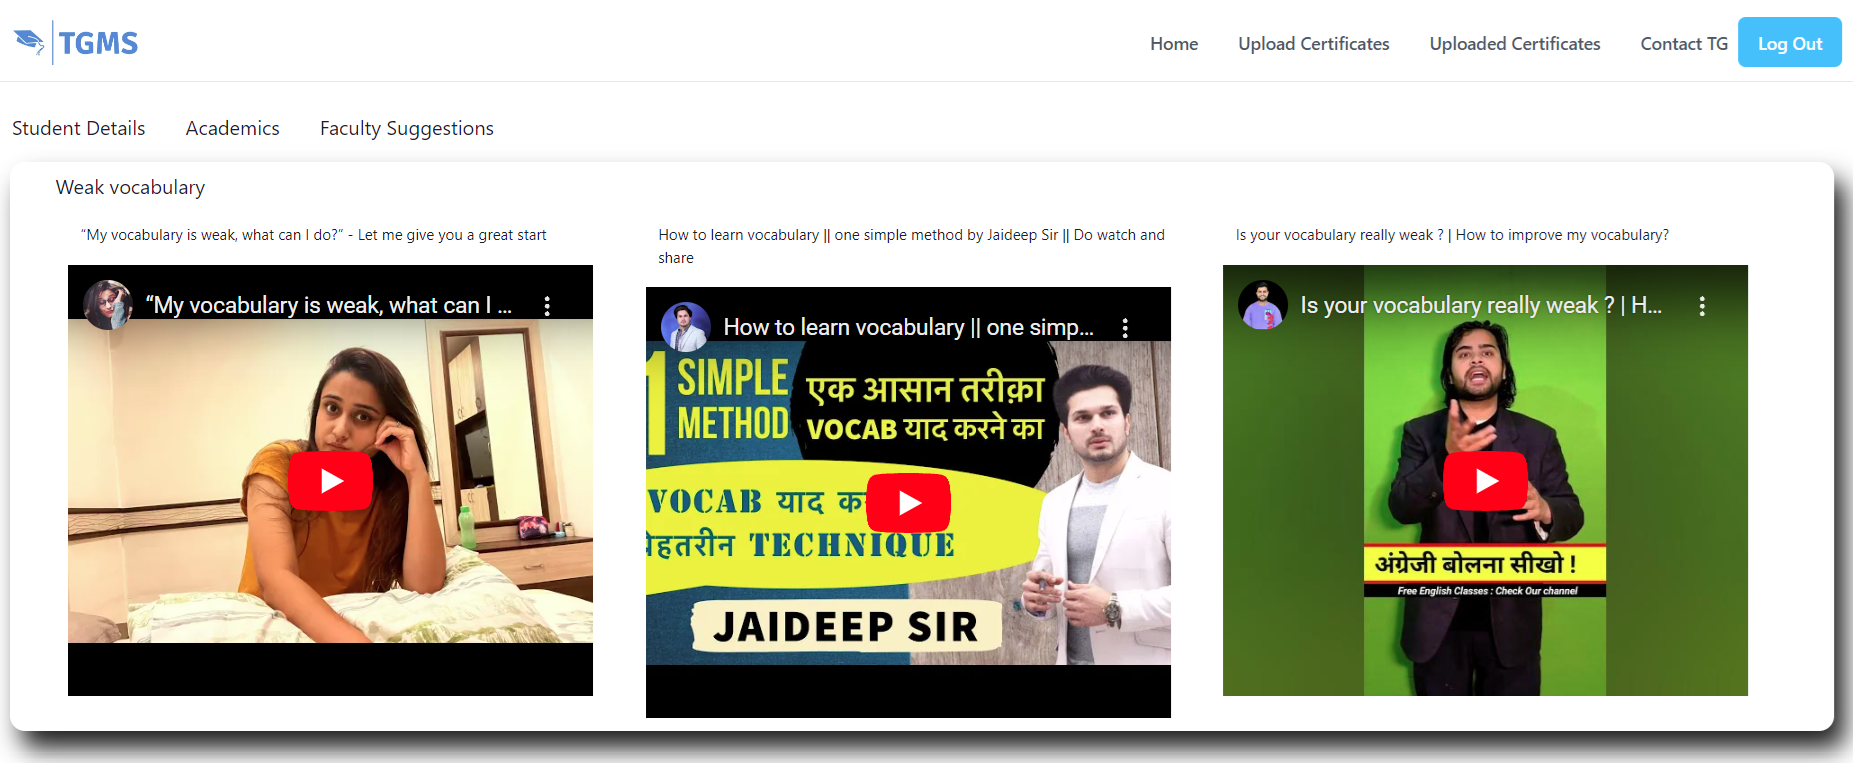 TGMS
Home
Upload Certificates
Uploaded Certificates
Contact TG
Log Out
Student Details
Academics
Faculty Suggestions
Weak vocabulary
“My vocabulary is weak, what can I do?” - Let me give you a great start
“My vocabulary is weak, what can I ...
How to learn vocabulary || one simple method by Jaideep Sir || Do watch and
share
How to learn vocabulary || one simp...
1 SIMPLE
METHOD
एक आसान तरीक़ा
VOCAB याद करने का
VOCAB याद
TECHNIQUE
JAIDEEP SIR
Is your vocabulary really weak ? | How to improve my vocabulary?
Is your vocabulary really weak ? | H...
अंग्रेजी बोलना सीखो !
Free English Classes : Check Our channel